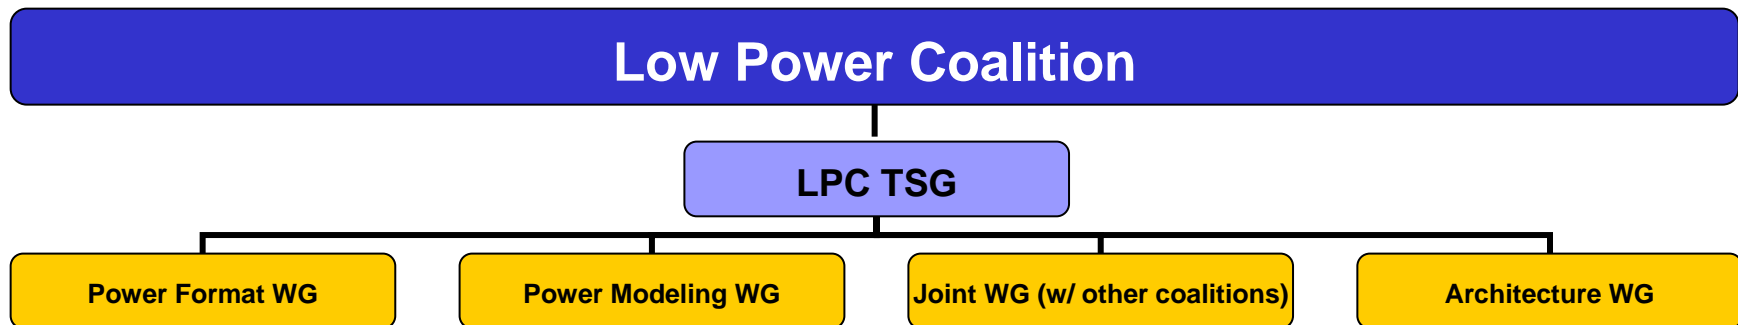 Low Power Coalition
LPC TSG
Power Format WG
Power Modeling WG
Joint WG (w/ other coalitions)
Architecture WG